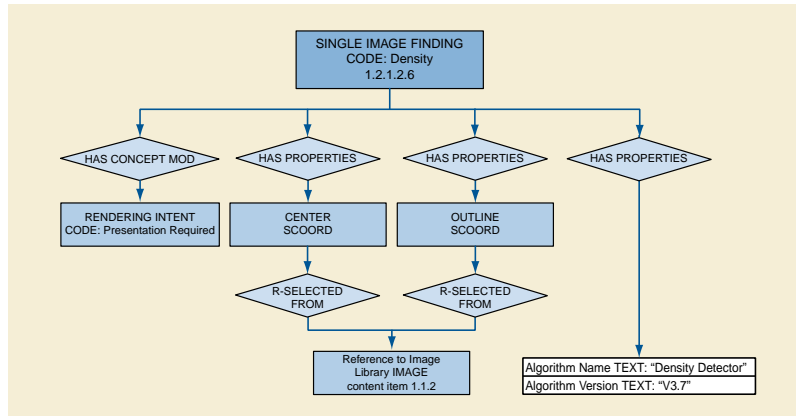 SINGLE IMAGE FINDING
CODE: Density
1.2.1.2.6
HAS CONCEPT MOD
HAS PROPERTIES
HAS PROPERTIES
HAS PROPERTIES
RENDERING INTENT
CODE: Presentation Required
CENTER
SCOORD
OUTLINE
SCOORD
R-SELECTED
FROM
R-SELECTED
FROM
Reference to Image
Library IMAGE
content item 1.1.2
Algorithm Name TEXT: “Density Detector”
Algorithm Version TEXT: “V3.7”